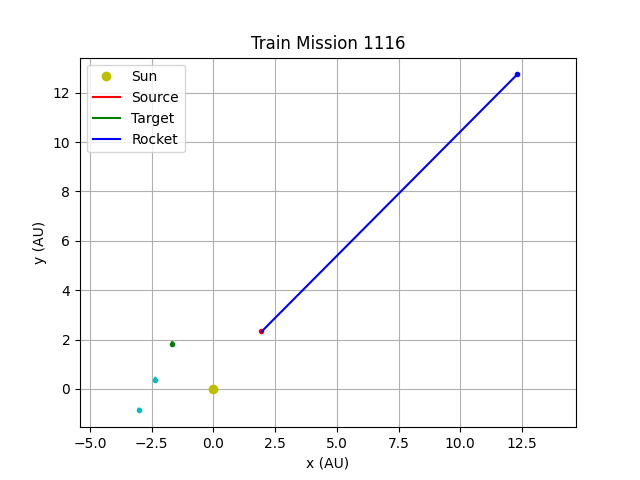 Train Mission 1116
Sun
Source
Target
Rocket
12
10
8
6
4
2
0
y (AU)
−5.0
−2.5
0.0
2.5
5.0
7.5
10.0
12.5
x (AU)